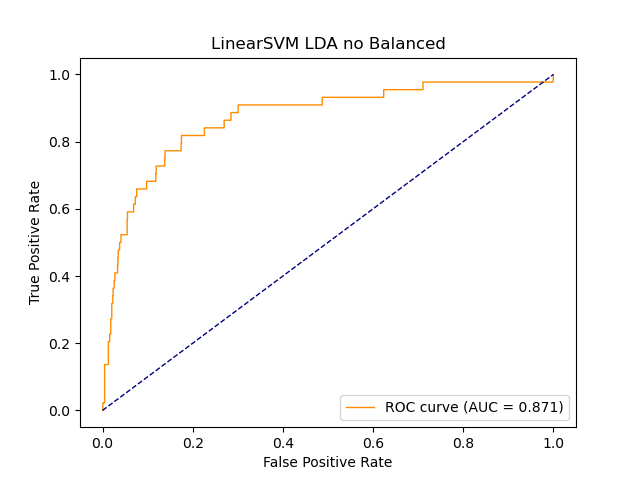 LinearSVM LDA no Balanced
True Positive Rate
1.0
0.8
0.6
0.4
0.2
0.0
ROC curve (AUC = 0.871)
0.0 0.2 0.4 0.6 0.8 1.0
False Positive Rate